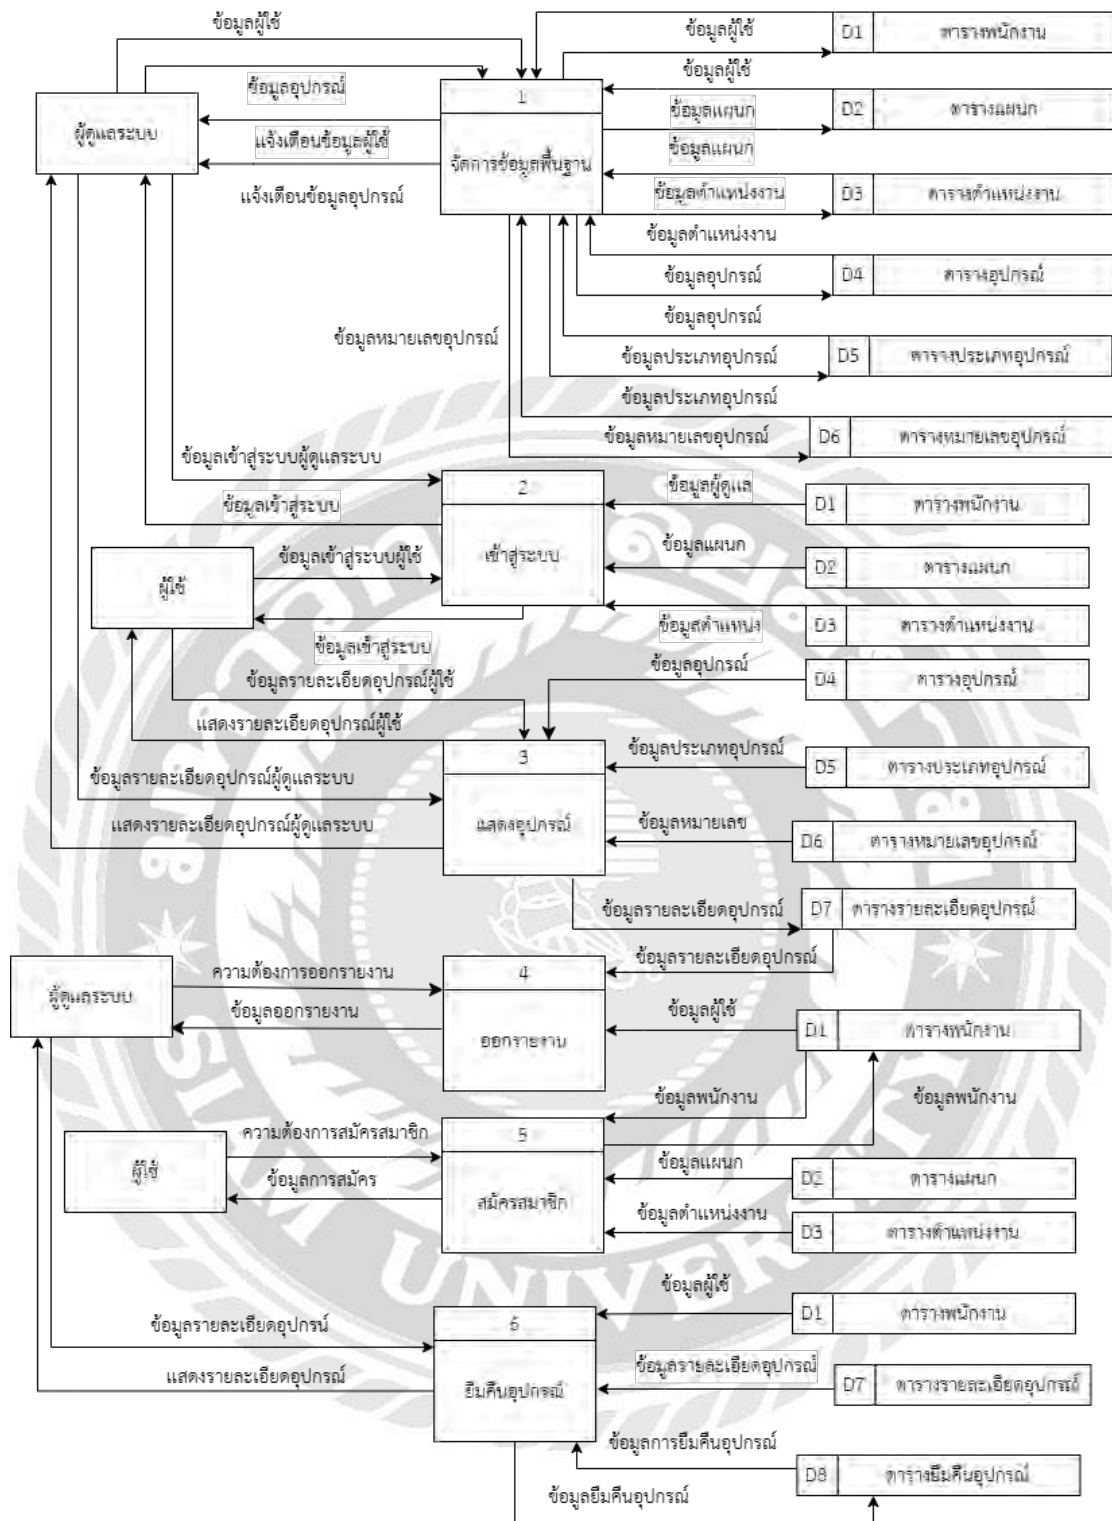 ข้อมูลผู้ใช้
ข้อมูลอุปกรณ์
แจ้งเตือนข้อมูลผู้ใช้
แจ้งเตือนข้อมูลอุปกรณ์
ผู้ดูแลระบบ
1
จัดการข้อมูลพื้นฐาน
ข้อมูลผู้ใช้
D1 ตารางพนักงาน
ข้อมูลผู้ใช้
ข้อมูลแผนก
D2 ตารางแผนก
ข้อมูลแผนก
ข้อมูลตำแหน่งงาน
D3 ตารางตำแหน่งงาน
ข้อมูลตำแหน่งงาน
ข้อมูลอุปกรณ์
D4 ตารางอุปกรณ์
ข้อมูลอุปกรณ์
ข้อมูลหมายเลขอุปกรณ์
ข้อมูลประเภทอุปกรณ์
D5 ตารางประเภทอุปกรณ์
ข้อมูลประเภทอุปกรณ์
ข้อมูลหมายเลขอุปกรณ์
D6 ตารางหมายเลขอุปกรณ์
ข้อมูลเข้าสู่ระบบผู้ดูแลระบบ
ข้อมูลเข้าสู่ระบบ
2
เข้าสู่ระบบ
ข้อมูลผู้ดูแล
D1 ตารางพนักงาน
ข้อมูลแผนก
D2 ตารางแผนก
ข้อมูลตำแหน่ง
D3 ตารางตำแหน่งงาน
ผู้ใช้
ข้อมูลเข้าสู่ระบบผู้ใช้
ข้อมูลเข้าสู่ระบบ
ข้อมูลรายละเอียดอุปกรณ์ผู้ใช้
แสดงรายละเอียดอุปกรณ์ผู้ใช้
ข้อมูลอุปกรณ์
D4 ตารางอุปกรณ์
3
แสดงอุปกรณ์
ข้อมูลประเภทอุปกรณ์
D5 ตารางประเภทอุปกรณ์
ข้อมูลรายละเอียดอุปกรณ์ผู้ดูแลระบบ
แสดงรายละเอียดอุปกรณ์ผู้ดูแลระบบ
ข้อมูลหมายเลข
D6 ตารางหมายเลขอุปกรณ์
ข้อมูลรายละเอียดอุปกรณ์
D7 ตารางรายละเอียดอุปกรณ์
ข้อมูลรายละเอียดอุปกรณ์
ผู้ดูแลระบบ
ความต้องการออกรายงาน
ข้อมูลออกรายงาน
4
ออกรายงาน
ข้อมูลผู้ใช้
D1 ตารางพนักงาน
ข้อมูลพนักงาน
ข้อมูลพนักงาน
ผู้ใช้
ความต้องการสมัครสมาชิก
ข้อมูลการสมัคร
5
สมัครสมาชิก
ข้อมูลแผนก
D2 ตารางแผนก
ข้อมูลตำแหน่งงาน
D3 ตารางตำแหน่งงาน
SIAM UNIVERSITY
ข้อมูลผู้ใช้
D1 ตารางพนักงาน
ข้อมูลรายละเอียดอุปกรน์
แสดงรายละเอียดอุปกรณ์
6
ยืมคืนอุปกรณ์
ข้อมูลรายละเอียดอุปกรณ์
D7 ตารางรายละเอียดอุปกรณ์
ข้อมูลการยืมคืนอุปกรณ์
D8 ตารางยืมคืนอุปกรณ์
ข้อมูลยืมคืนอุปกรณ์